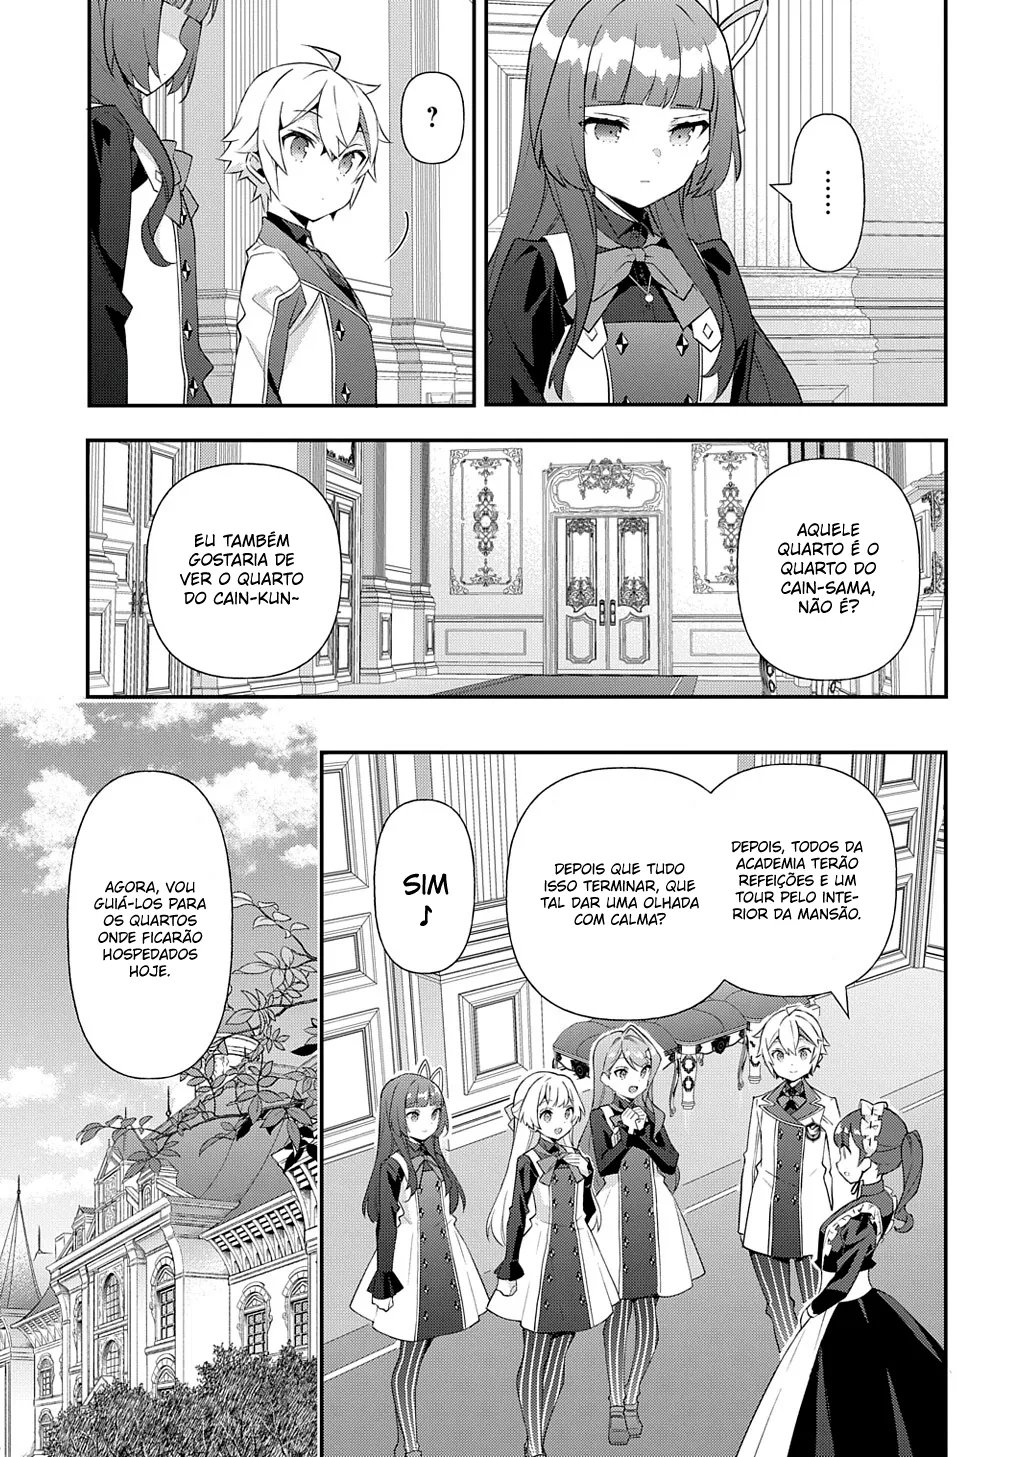 ......
?
AQUELE
QUARTO É O
QUARTO DO
CAIN-SAMA,
NÃO É?
EU TAMBÉM
GOSTARIA DE
VER O QUARTO
DO CAIN-KUN~
DEPOIS, TODOS DA
ACADEMIA TERÃO
REFEIÇÕES E UM
TOUR PELO INTE-
RIOR DA MANSÃO.
DEPOIS QUE TUDO
ISSO TERMINAR, QUE
TAL DAR UMA OLHADA
COM CALMA?
SIM
♪
AGORA, VOU
GUIÁ-LOS PARA
OS QUARTOS
ONDE FICARÃO
HOSPEDADOS
HOJE.